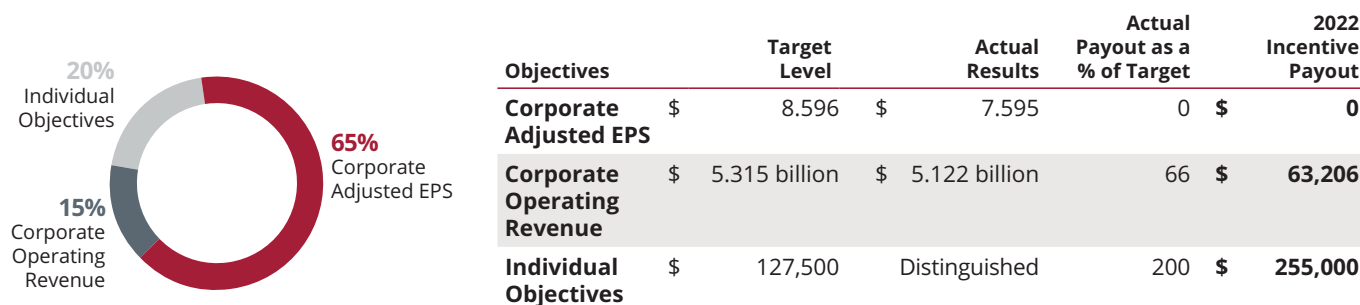 20%
Individual
Objectives
65%
Corporate
Adjusted EPS
15%
Corporate
Operating
Revenue
Objectives
Target
Level
Actual
Results
Actual
Payout as a
% of Target
2022
Incentive
Payout
Corporate
Adjusted EPS
$ 8.596 $ 7.595 0 $ 0
Corporate
Operating
Revenue
$ 5.315 billion $ 5.122 billion 66 $ 63,206
Individual
Objectives
$ 127,500 Distinguished 200 $ 255,000